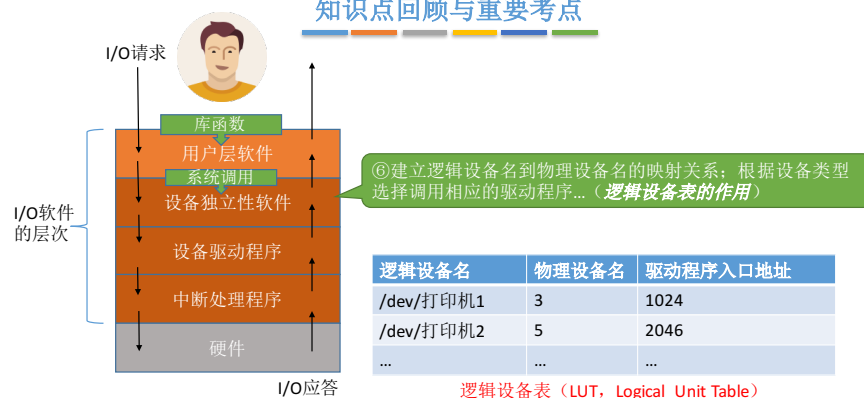 知识点回顾与重要考点
I/O请求
库函数
用户层软件
系统调用
设备独立性软件
设备驱动程序
中断处理程序
硬件
I/O软件
的层次
I/O应答
⑥建立逻辑设备名到物理设备名的映射关系；根据设备类型
选择调用相应的驱动程序…（逻辑设备表的作用）
逻辑设备名 物理设备名 驱动程序入口地址
/dev/打印机1 3 1024
/dev/打印机2 5 2046
… … …
逻辑设备表（LUT，Logical Unit Table）